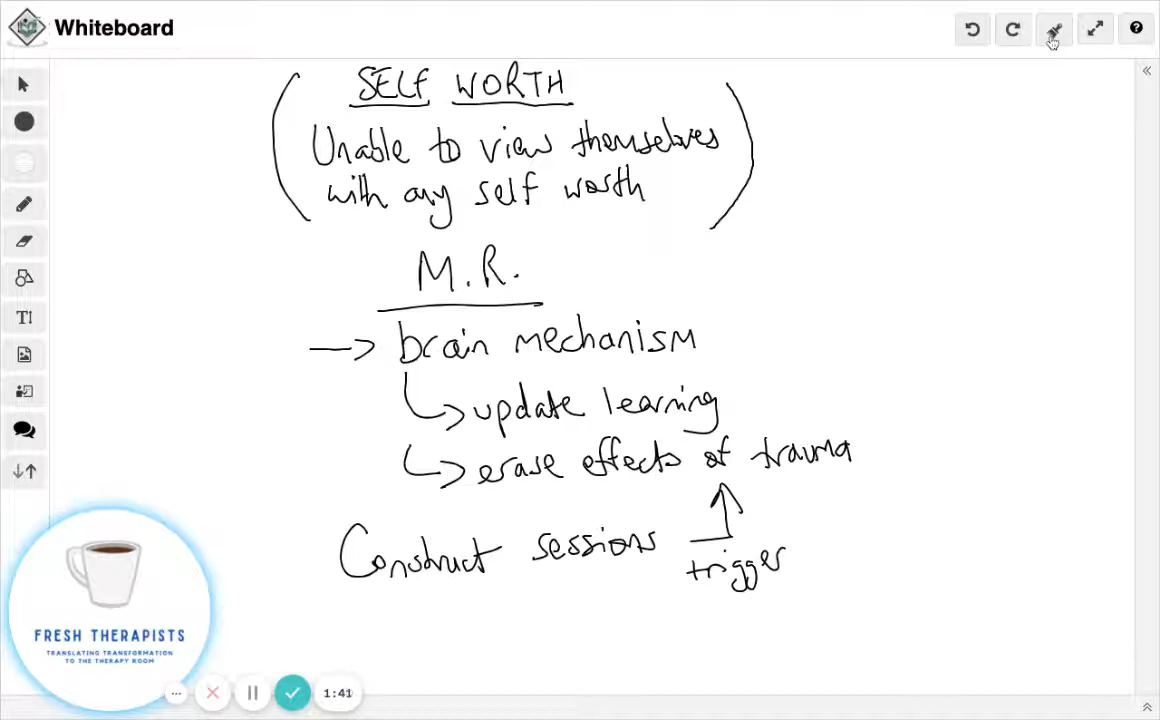 Whiteboard
SELF WORTH
Unable to view themselves
with any self worth
M.R.
brain mechanism
update learning
erase effects of trauma
Construct sessions
trigger
FRESH THERAPISTS
TRANSLATING TRANSFORMATION
TO THE THERAPY ROOM
1:41